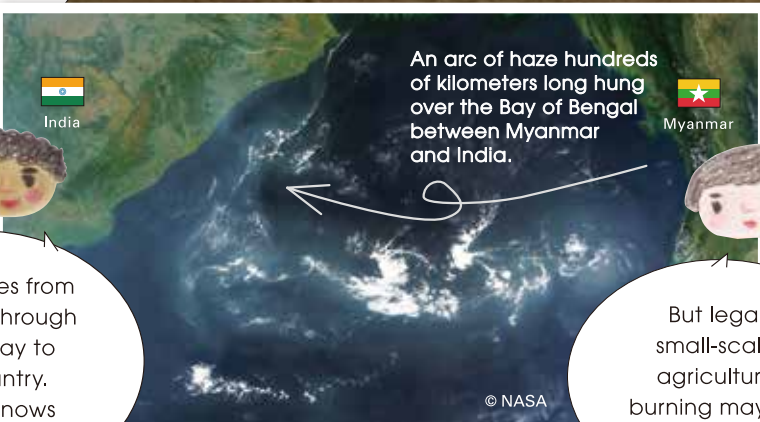 India
An arc of haze hundreds
of kilometers long hung
over the Bay of Bengal
between Myanmar
and India.
Myanmar
from
hrough
ay to
ntry.
nows
But lega
small-scal
agricultur
burning may
© NASA